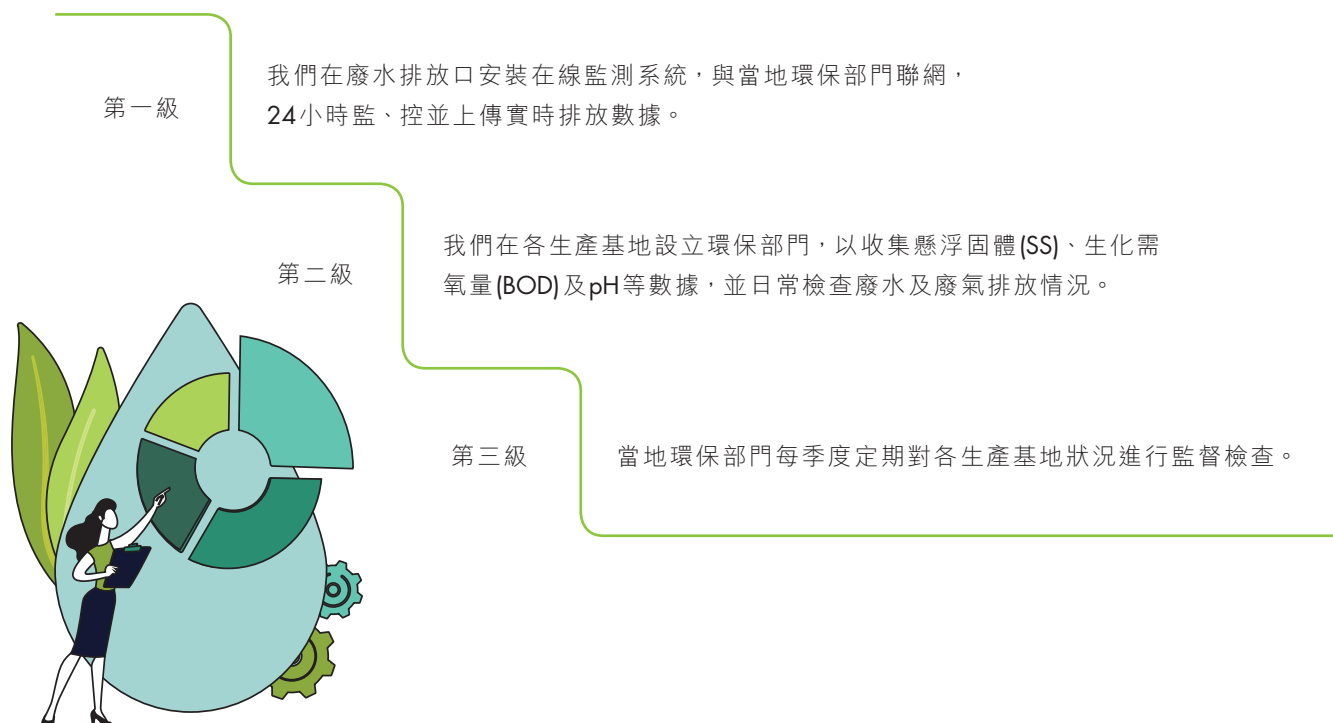 第一級
我們在廢水排放口安裝在線監測系統，與當地環保部門聯網，
24小時監、控並上傳實時排放數據。
第二級
我們在各生產基地設立環保部門，以收集懸浮固體(SS)、生化需
氧量(BOD)及pH等數據，並日常檢查廢水及廢氣排放情況。
第三級
當地環保部門每季度定期對各生產基地狀況進行監督檢查。